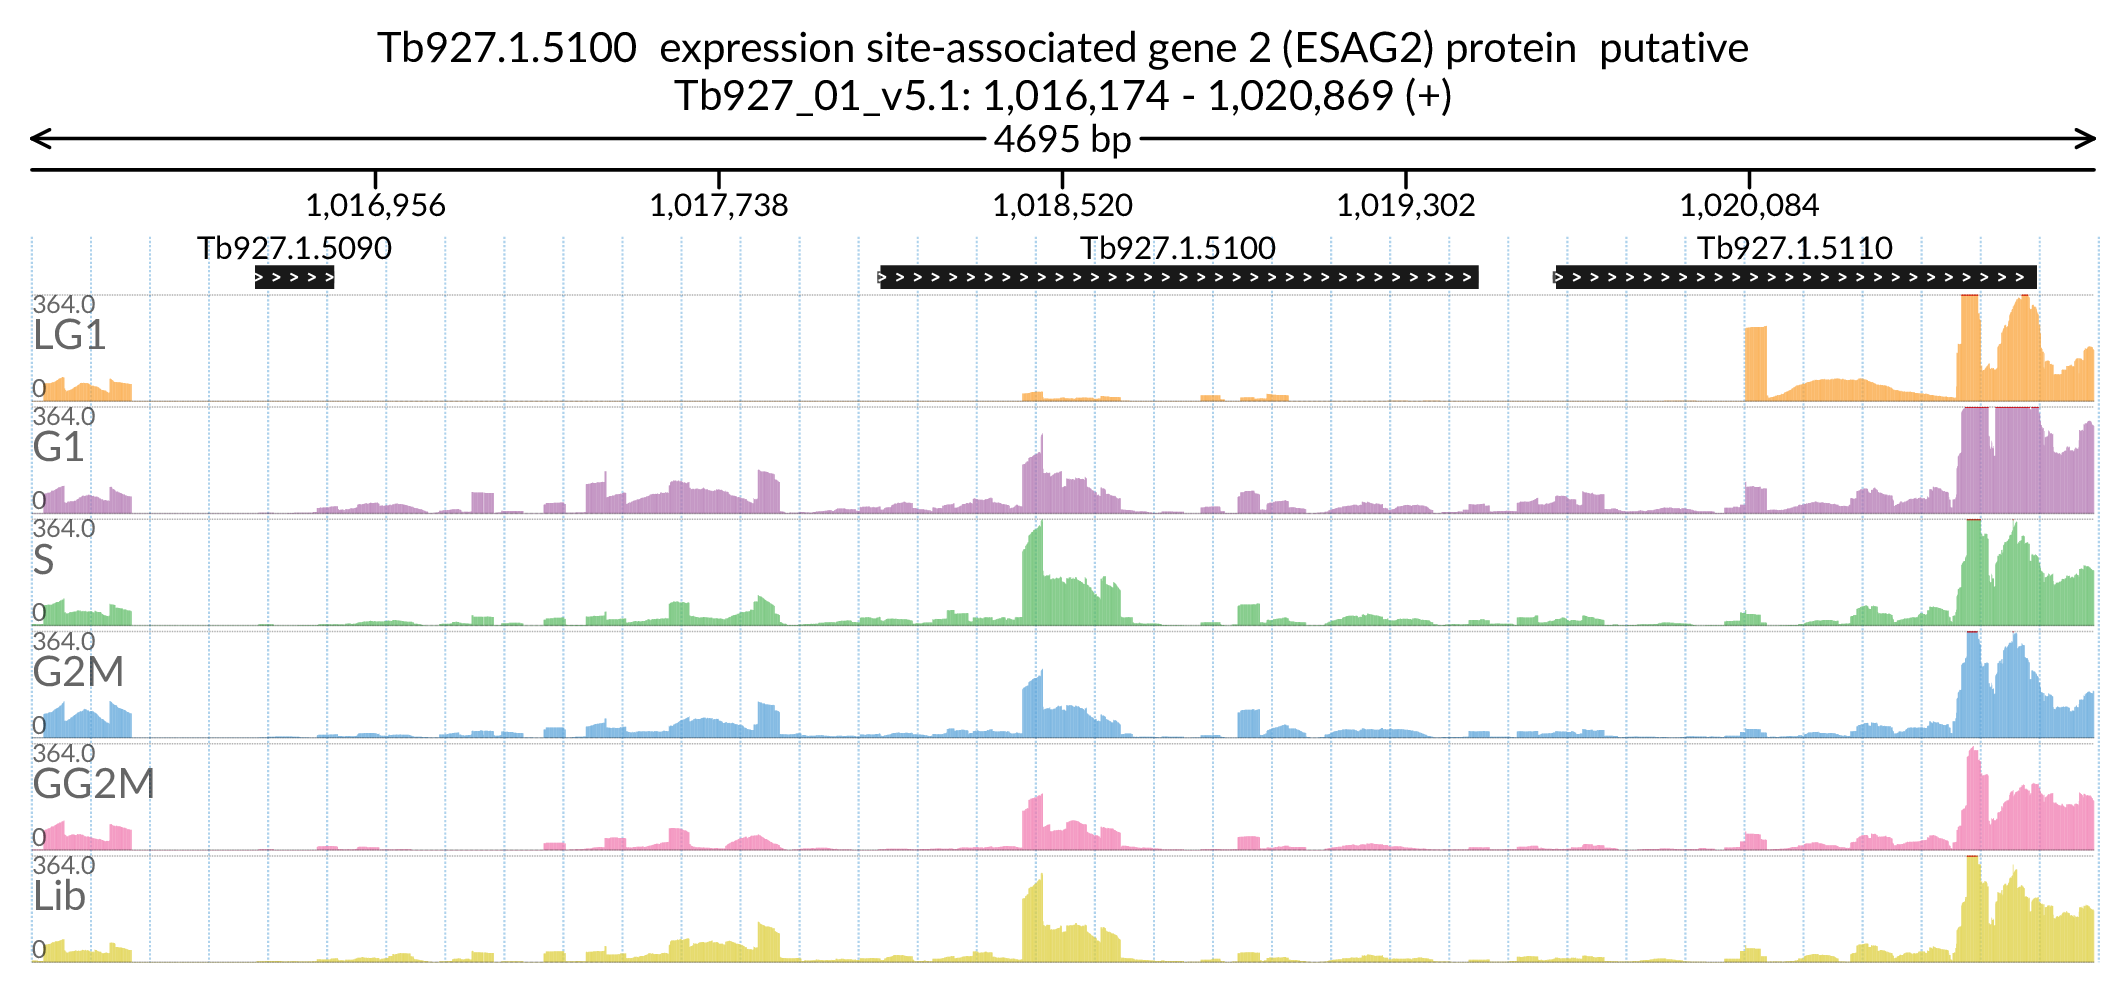 Tb927.1.5100  expression site-associated gene 2 (ESAG2) protein  putative
Tb927_01_v5.1: 1,016,174 - 1,020,869 (+)
4695 bp
1,016,956 1,017,738 1,018,520 1,019,302 1,020,084
Tb927.1.5090 Tb927.1.5100 Tb927.1.5110
364.0
LG1
0
364.0
G1
0
364.0
S
0
364.0
G2M
0
364.0
GG2M
0
364.0
Lib
0